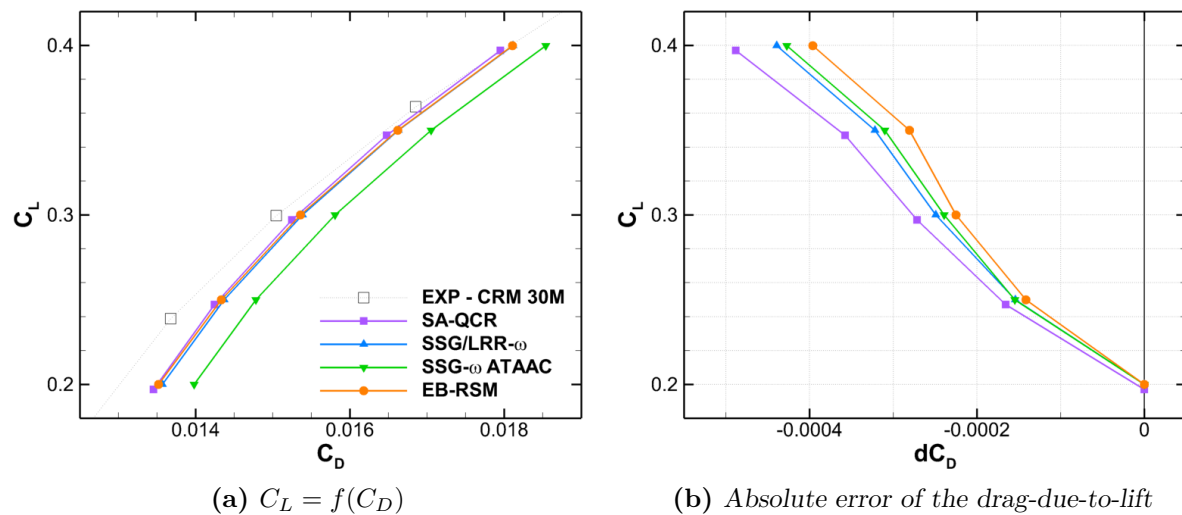 C_L
0.4
0.3
0.2
0.014
0.016
0.018
C_D
EXP - CRM 30M
SA-QCR
SSG/LRR-ω
SSG-ω ATAAC
EB-RSM
(a) C_L = f(C_D)
C_L
0.4
0.3
0.2
-0.0004
-0.0002
0
dC_D
(b) Absolute error of the drag-due-to-lift